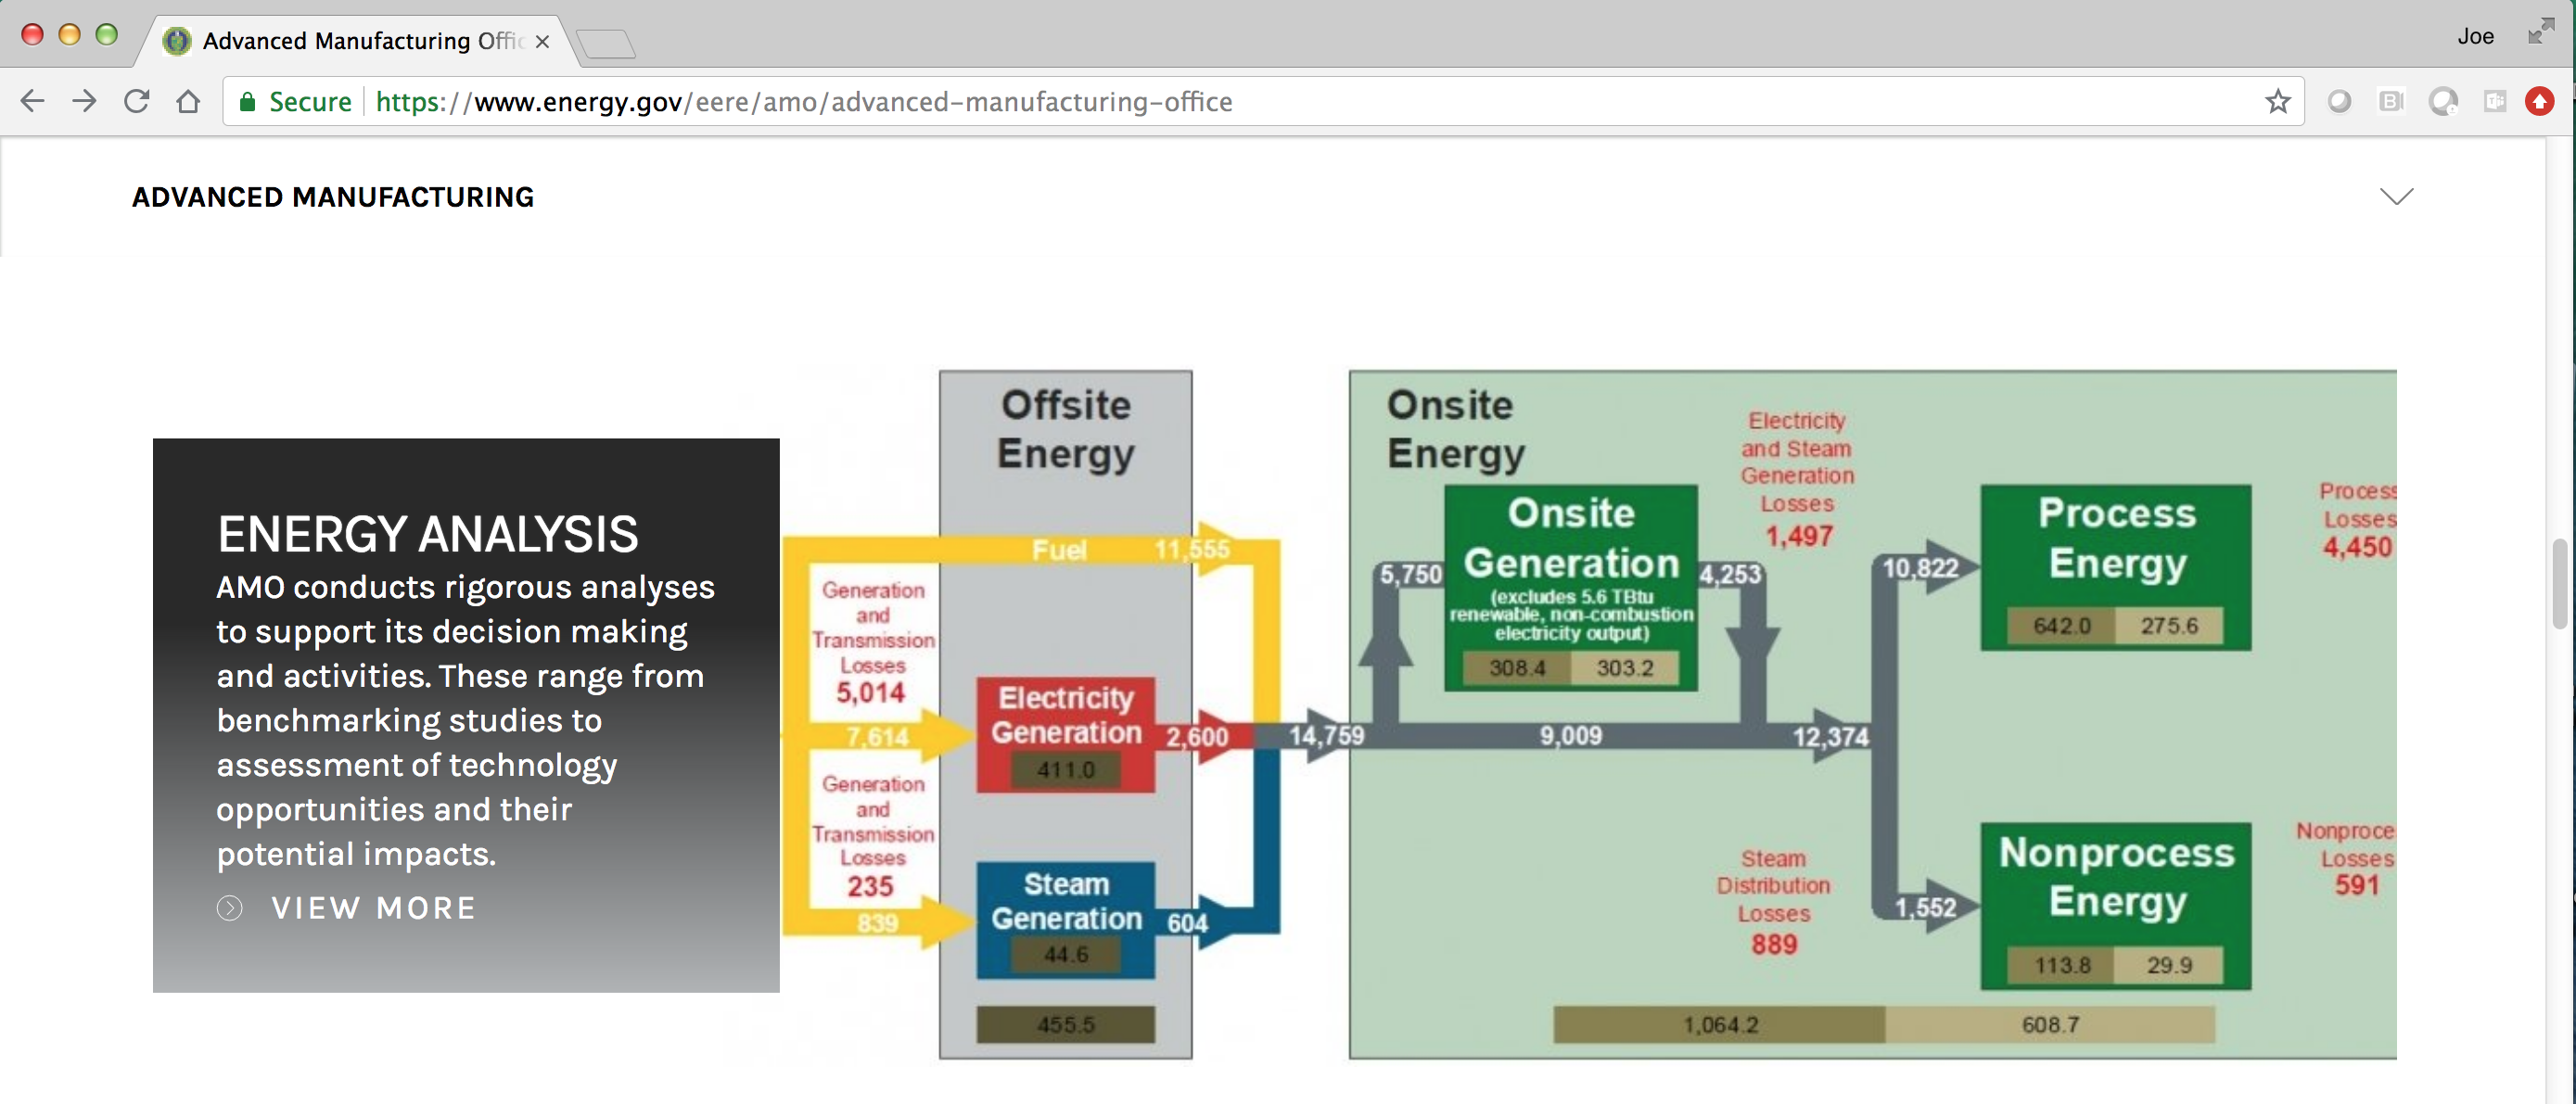 Advanced Manufacturing Offic
Joe
Secure https://www.energy.gov/eere/amo/advanced-manufacturing-office
ADVANCED MANUFACTURING
ENERGY ANALYSIS
AMO conducts rigorous analyses
to support its decision making
and activities. These range from
benchmarking studies to
assessment of technology
opportunities and their
potential impacts.
VIEW MORE
Offsite
Energy
Fuel 11,555
Generation
and
Transmission
Losses
5,014
7,614
Electricity
Generation
411.0
2,600
Generation
and
Transmission
Losses
235
839
Steam
Generation
44.6
604
455.5
14,759
Onsite
Energy
5,750
Onsite
Generation
(excludes 5.6 TBtu
renewable, non-combustion
electricity output)
308.4 303.2
4,253
Electricity
and Steam
Generation
Losses
1,497
9,009
12,374
10,822
Process
Energy
642.0 275.6
Process
Losses
4,450
Steam
Distribution
Losses
889
1,552
Nonprocess
Energy
113.8 29.9
Nonproce
Losses
591
1,064.2 608.7